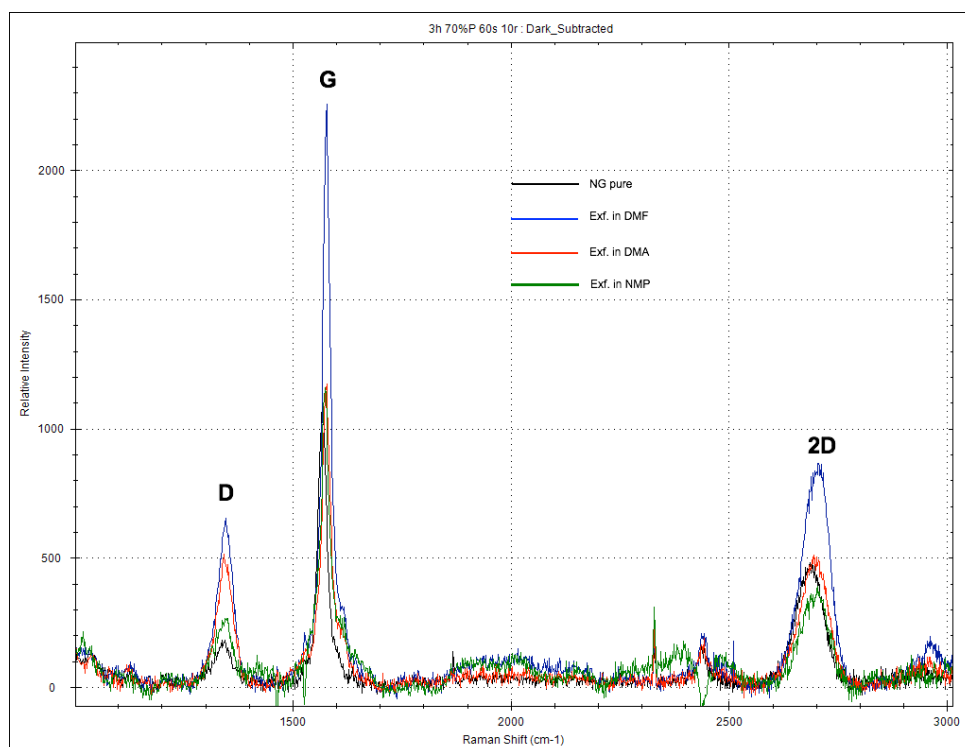 3h 70%P 60s 10r : Dark_Subtracted
G
2000
NG pure
Exf. in DMF
Exf. in DMA
Exf. in NMP
1500
Relative Intensity
1000
2D
D
500
0
1500 2000 2500 3000
Raman Shift (cm-1)